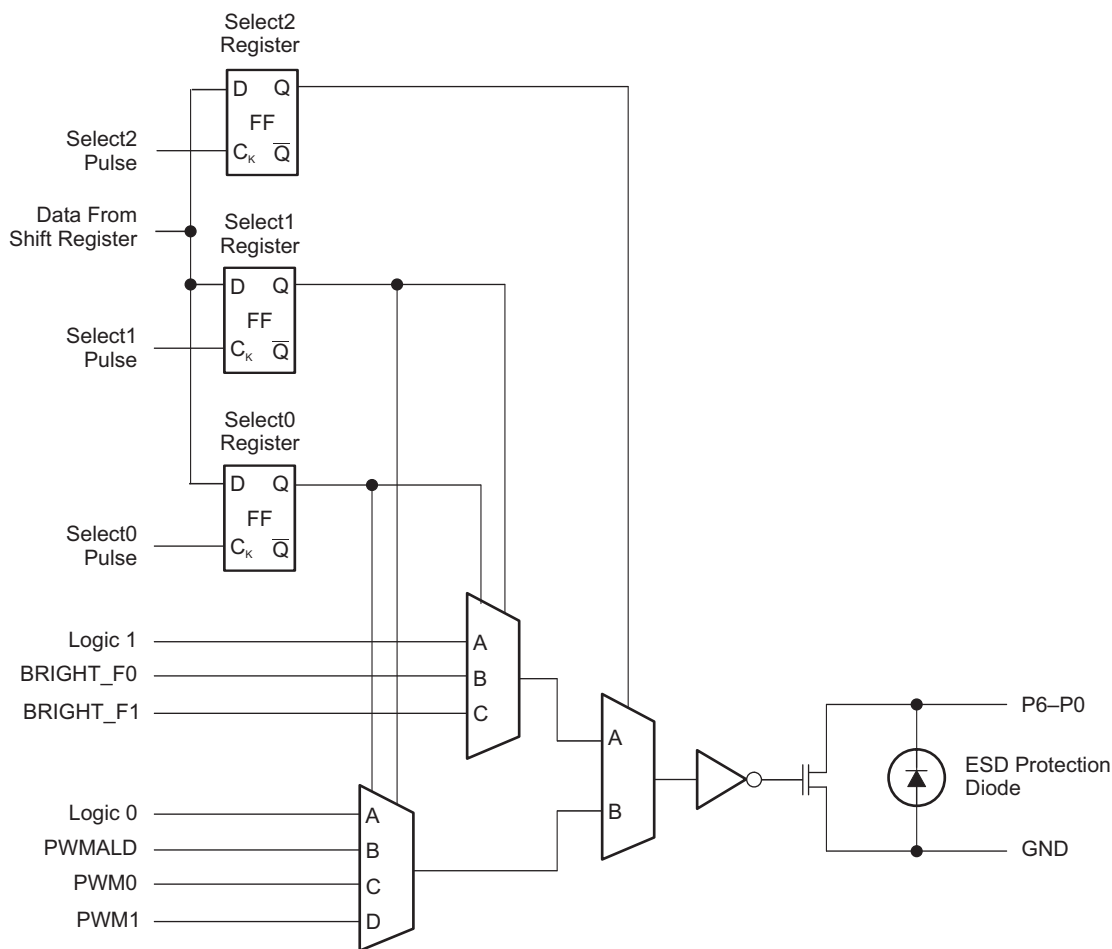 Select2
Register
D Q
FF
CK Q
Select2
Pulse
Data From
Shift Register
Select1
Register
D Q
FF
CK Q
Select1
Pulse
Select0
Register
D Q
FF
CK Q
Select0
Pulse
Logic 1
BRIGHT_F0
BRIGHT_F1
A
B
C
Logic 0
PWMALD
PWM0
PWM1
A
B
C
D
A
B
P6–P0
ESD Protection
Diode
GND